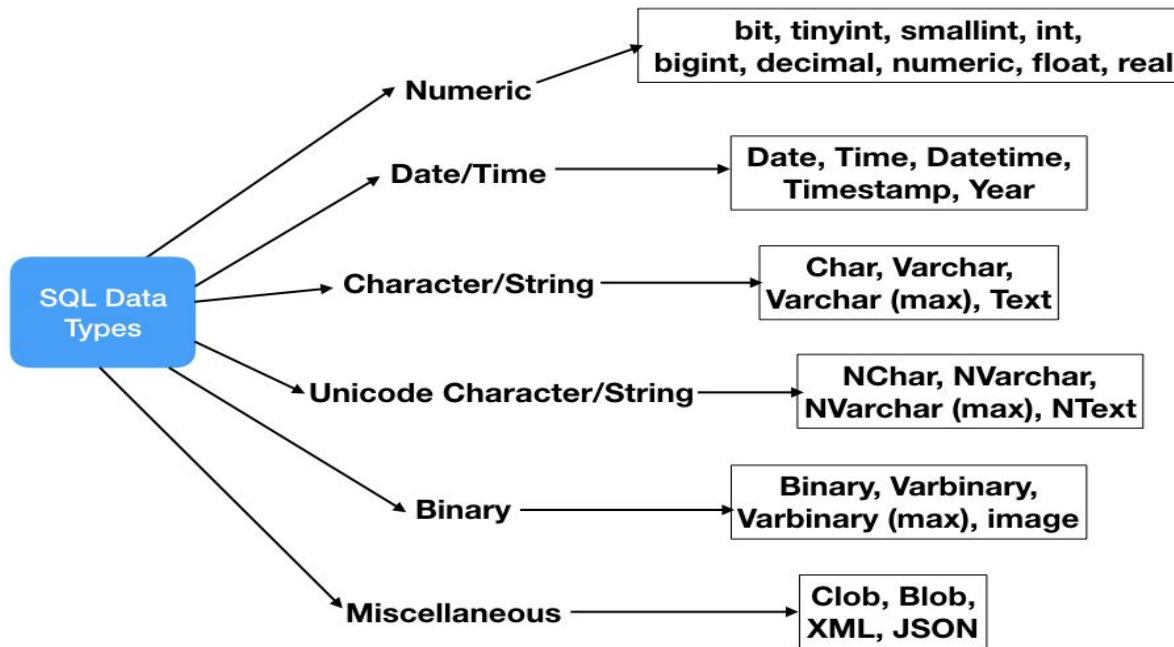 SQL Data
Types
Numeric
bit, tinyint, smallint, int,
bigint, decimal, numeric, float, real
Date/Time
Date, Time, Datetime,
Timestamp, Year
Character/String
Char, Varchar,
Varchar (max), Text
Unicode Character/String
NChar, NVarchar,
NVarchar (max), NText
Binary
Binary, Varbinary,
Varbinary (max), image
Miscellaneous
Clob, Blob,
XML, JSON